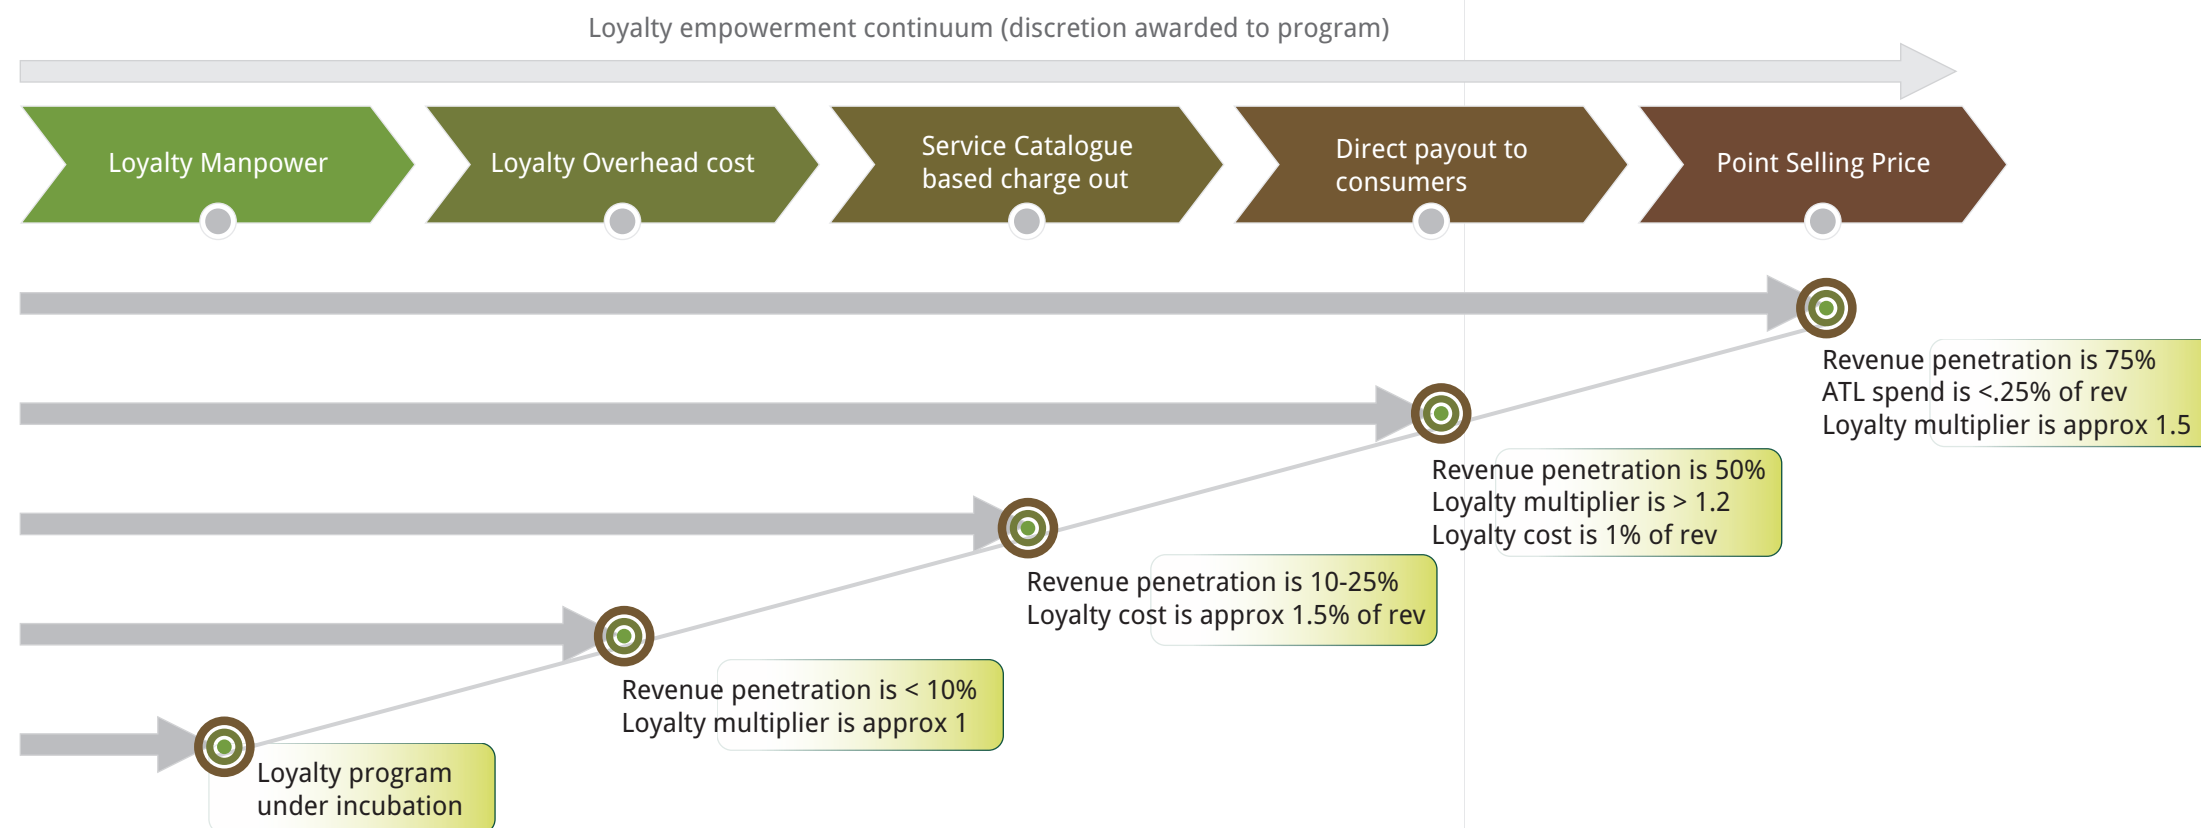 Loyalty empowerment continuum (discretion awarded to program)
Loyalty Manpower
Loyalty Overhead cost
Service Catalogue
based charge out
Direct payout to
consumers
Point Selling Price
Revenue penetration is 75%
ATL spend is <.25% of rev
Loyalty multiplier is approx 1.5
Revenue penetration is 50%
Loyalty multiplier is > 1.2
Loyalty cost is 1% of rev
Revenue penetration is 10-25%
Loyalty cost is approx 1.5% of rev
Revenue penetration is < 10%
Loyalty multiplier is approx 1
Loyalty program
under incubation